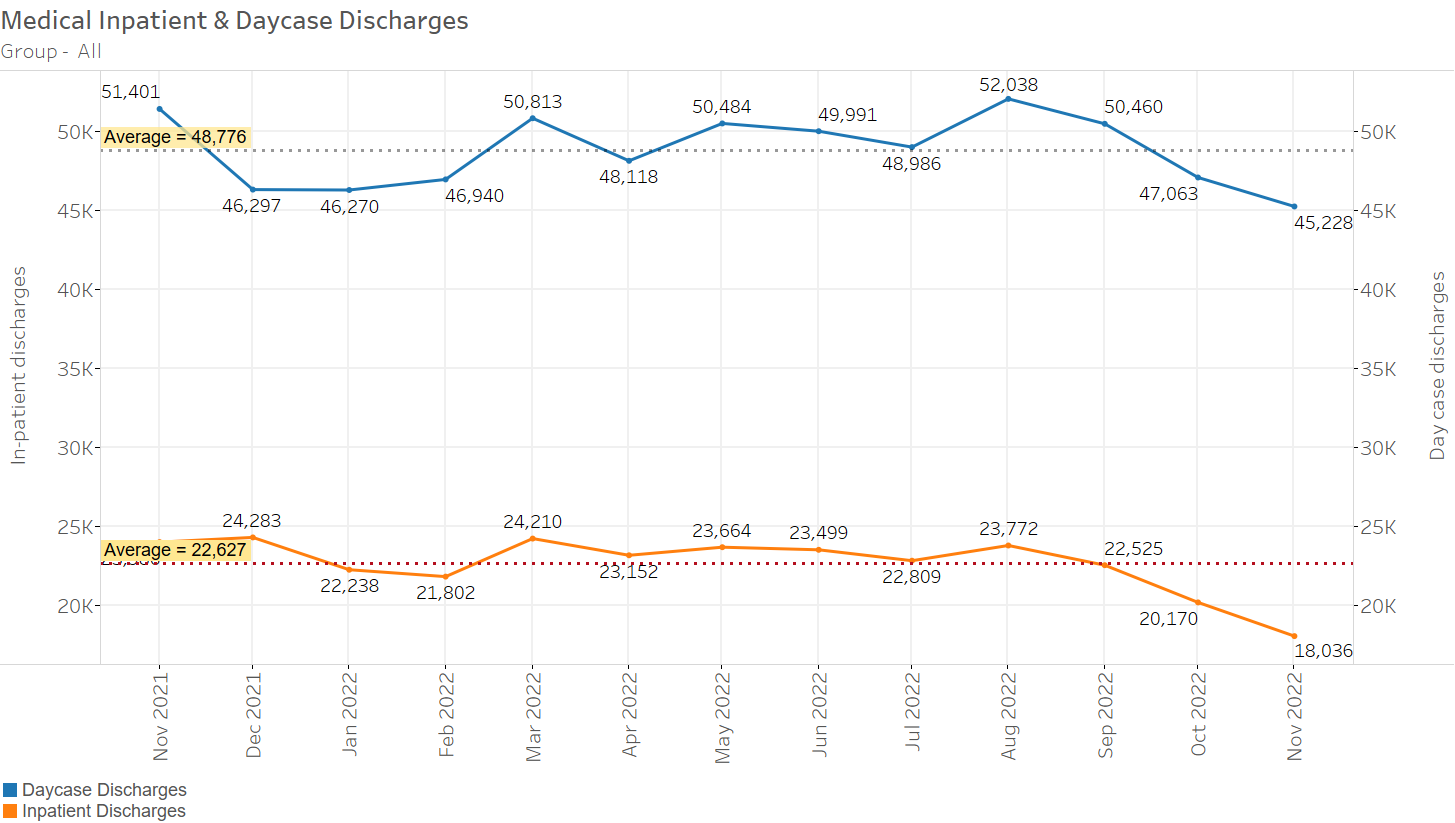 Medical Inpatient & Daycase Discharges
Group - All
51,401
52,038
50,813
50,484
49,991
50,460
50K
Average = 48,776
50K
48,118
48,986
46,297
46,270
46,940
47,063
45K
45,228
45K
40K
40K
In-patient discharges
Day case discharges
35K
35K
30K
30K
25K
24,283
24,210
23,664
23,499
23,772
25K
Average = 22,627
22,525
22,238
21,802
23,152
22,809
20K
20,170
20K
18,036
Nov 2021
Dec 2021
Jan 2022
Feb 2022
Mar 2022
Apr 2022
May 2022
Jun 2022
Jul 2022
Aug 2022
Sep 2022
Oct 2022
Nov 2022
Daycase Discharges
Inpatient Discharges